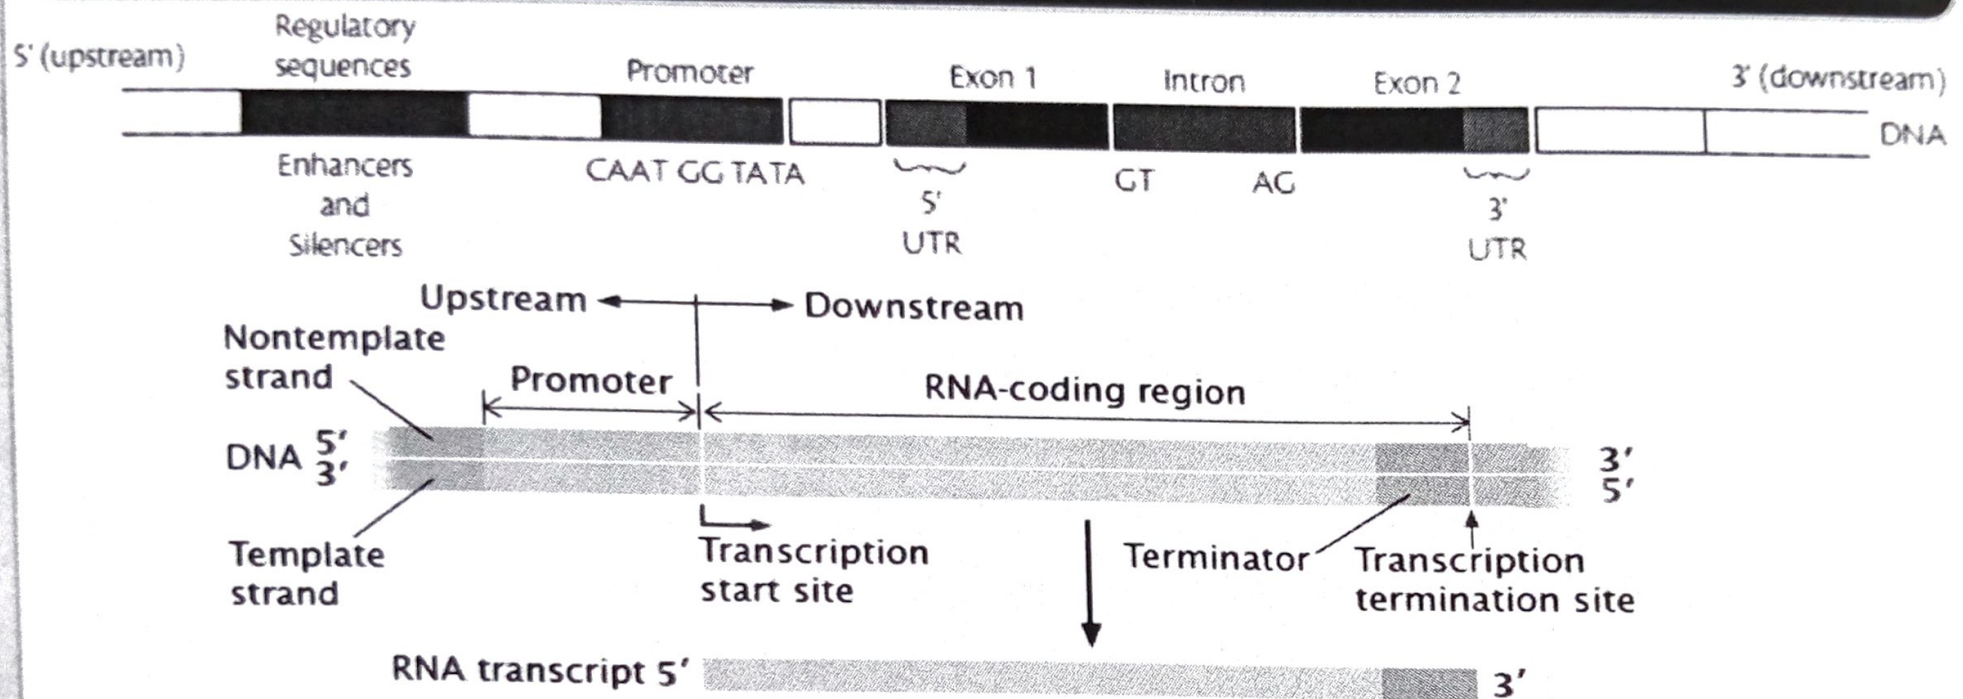 Regulatory
sequences
5' (upstream)
Promoter
Exon 1
Intron
Exon 2
3' (downstream)
DNA
Enhancers
and
Silencers
CAAT GG TATA
5'
UTR
GT
AG
3'
UTR
Upstream
Downstream
Nontemplate
strand
Promoter
RNA-coding region
DNA 5′
3′
3′
5′
Template
strand
Transcription
start site
Terminator
Transcription
termination site
RNA transcript 5′
3′